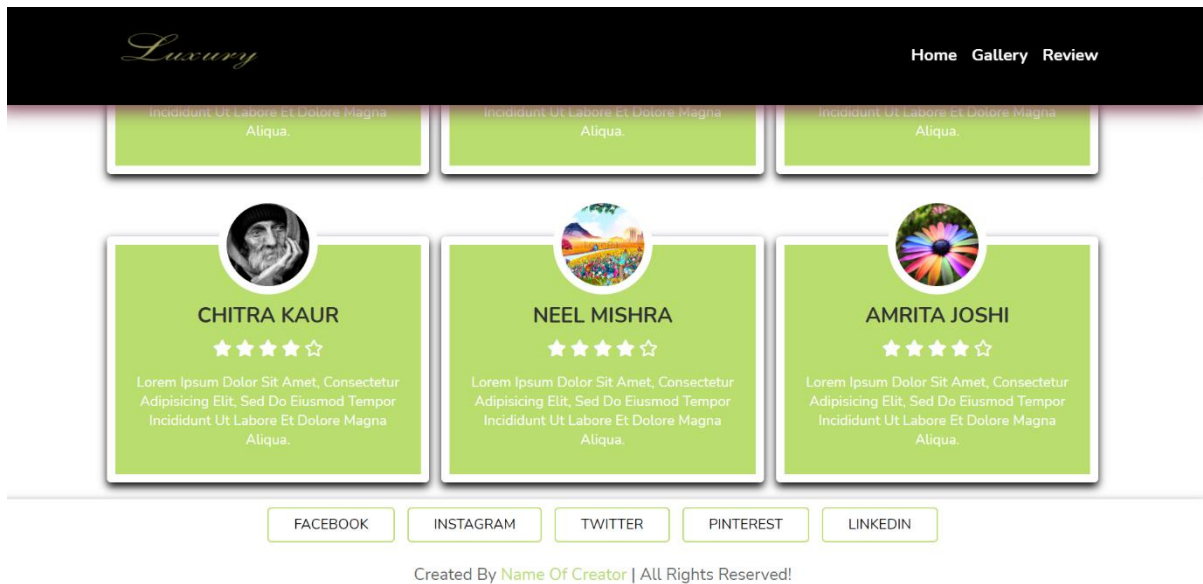 Luxury
Home Gallery Review
Incididunt Ut Labore Et Dolore Magna
Aliqua.
Incididunt Ut Labore Et Dolore Magna
Aliqua.
Incididunt Ut Labore Et Dolore Magna
Aliqua.
CHITRA KAUR
Lorem Ipsum Dolor Sit Amet, Consectetur
Adipisicing Elit, Sed Do Eiusmod Tempor
Incididunt Ut Labore Et Dolore Magna
Aliqua.
NEEL MISHRA
Lorem Ipsum Dolor Sit Amet, Consectetur
Adipisicing Elit, Sed Do Eiusmod Tempor
Incididunt Ut Labore Et Dolore Magna
Aliqua.
AMRITA JOSHI
Lorem Ipsum Dolor Sit Amet, Consectetur
Adipisicing Elit, Sed Do Eiusmod Tempor
Incididunt Ut Labore Et Dolore Magna
Aliqua.
FACEBOOK INSTAGRAM TWITTER PINTEREST LINKEDIN
Created By Name Of Creator | All Rights Reserved!